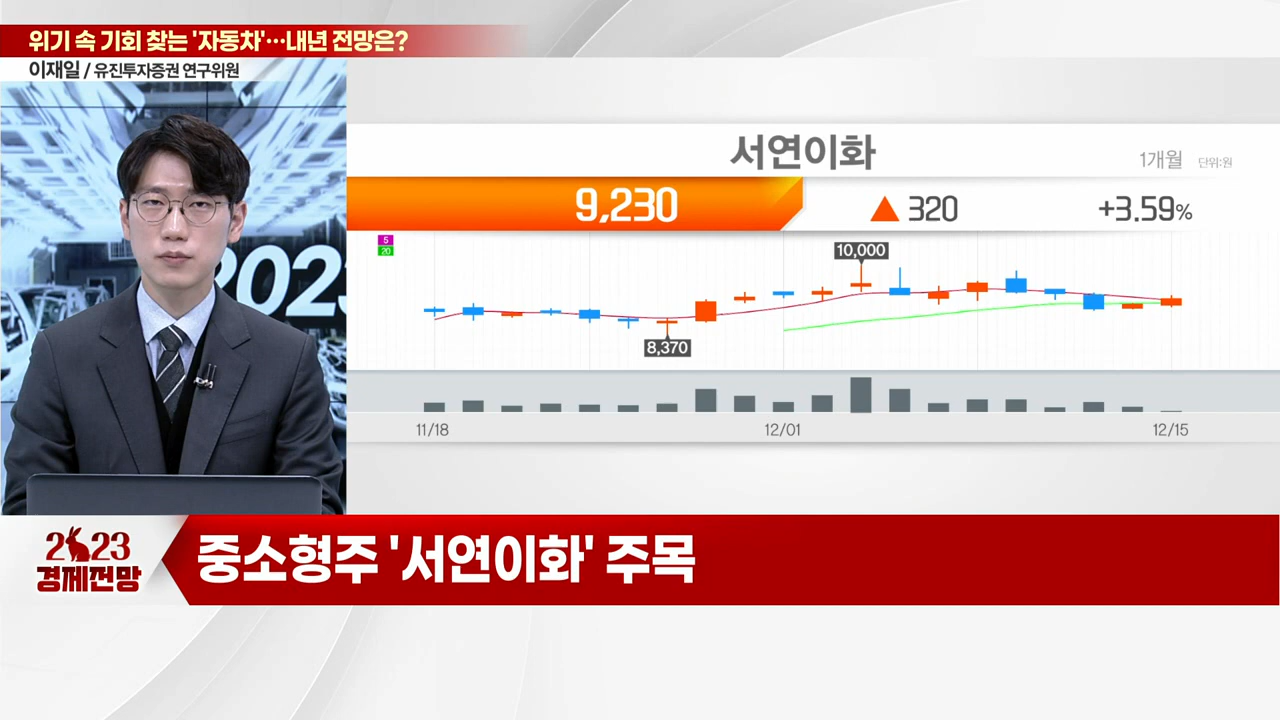 위기 속 기회 찾는 '자동차'…내년 전망은?
이재일 / 유진투자증권 연구위원
2023
서연이화
1개월 단위:원
9,230 ▲ 320 +3.59%
5
20
10,000
8,370
11/18 12/01 12/15
2023
경제전망
중소형주 '서연이화' 주목